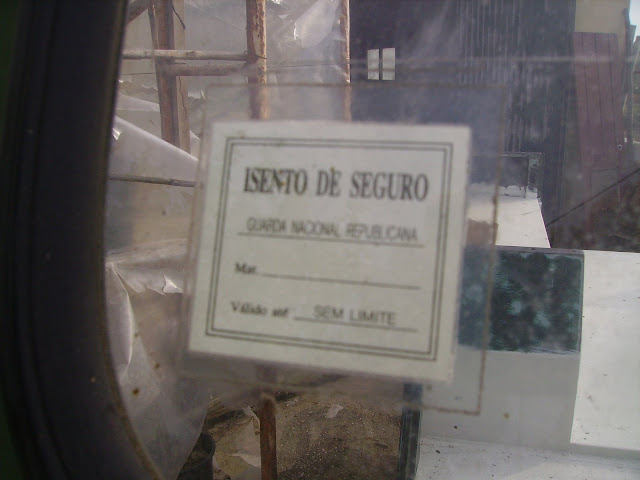 ISENTO DE SEGURO
GUARDA NACIONAL REPUBLICANA
Mat.
Válido até SEM LIMITE